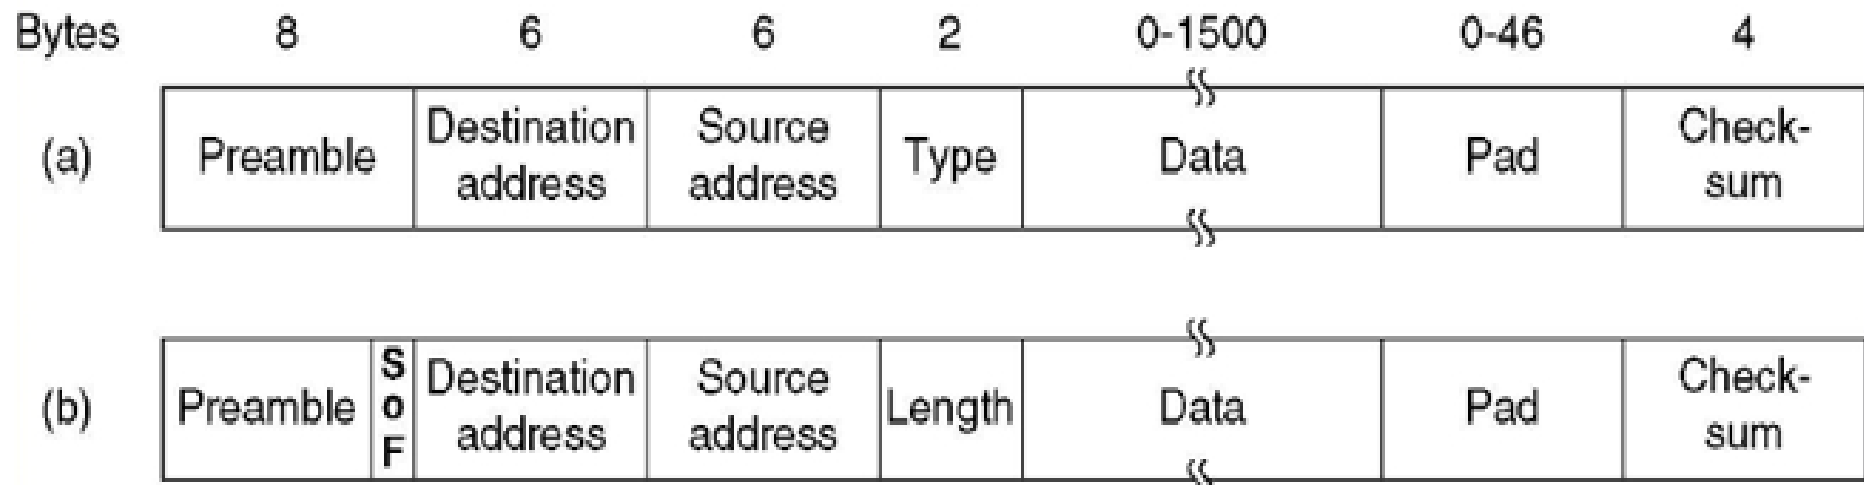 Bytes 8 6 6 2 0-1500 0-46 4
(a) Preamble Destination address Source address Type Data Pad Check-sum
(b) Preamble SoF Destination address Source address Length Data Pad Check-sum